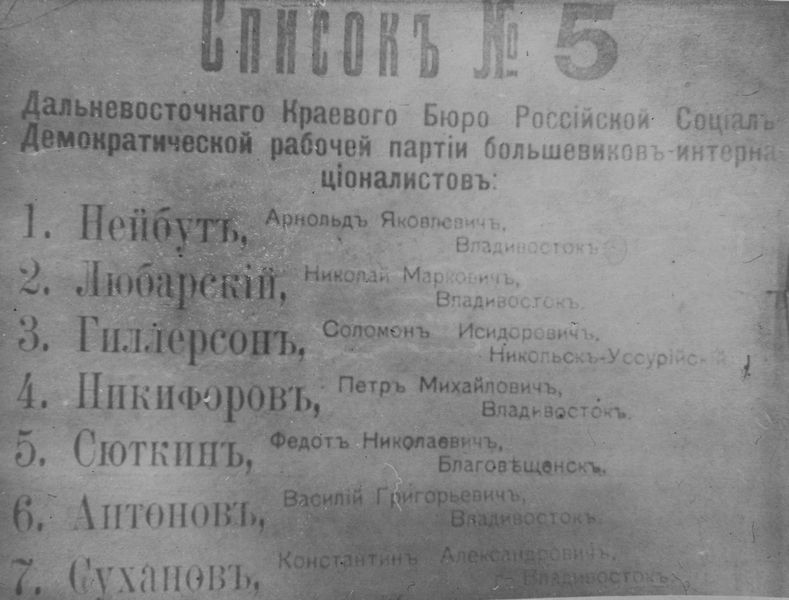 Списокъ № 5
Дальневосточнаго Краевого Бюро Россійской Соціаль
Демократической рабочей партіи большевиковъ-интерна-
ціоналистовъ:
1. Нейбутъ, Арнольдъ Яковлевичъ,
Владивостокъ.
2. Любарскій, Николай Марковичъ,
Владивостокъ.
3. Гиллерсонъ, Соломонъ Исидоровичъ,
Никольскъ-Уссурійскій
4. Никифоровъ, Петръ Михайловичъ,
Владивостокъ.
5. Сюткинъ, Федотъ Николаевичъ,
Благовѣщенск.
6. Антоновъ, Василій Григорьевичъ,
Владивостокъ.
7. Сухановъ, Константинъ Александровичъ,
г. Владивостокъ.